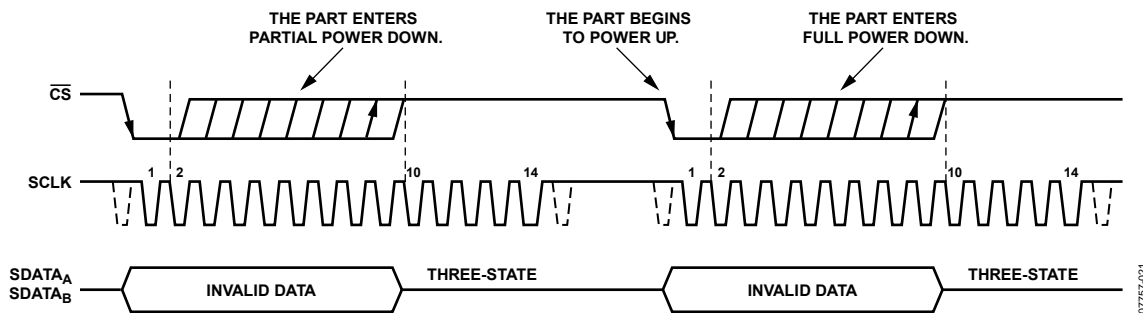 THE PART ENTERS
PARTIAL POWER DOWN.
THE PART BEGINS
TO POWER UP.
THE PART ENTERS
FULL POWER DOWN.
CS
SCLK
1 2 10 14 1 2 10 14
SDATAA
SDATAB
INVALID DATA
THREE-STATE
INVALID DATA
THREE-STATE
07757-021